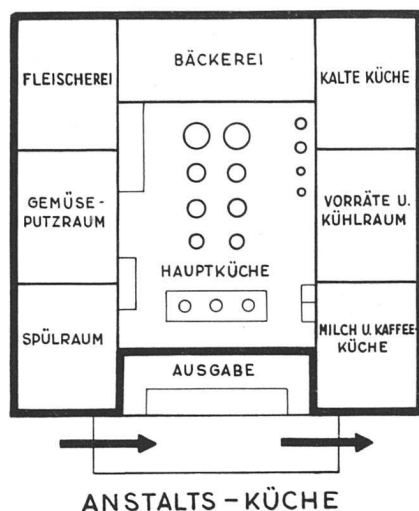 BÄCKEREI
FLEISCHEREI
KALTE KÜCHE
GEMÜSE-
PUTZRAUM
VORRÄTE U.
KÜHLRAUM
HAUPTKÜCHE
SPÜLRAUM
MILCH U. KAFFEE-
KÜCHE
AUSGABE
ANSTALTS-KÜCHE